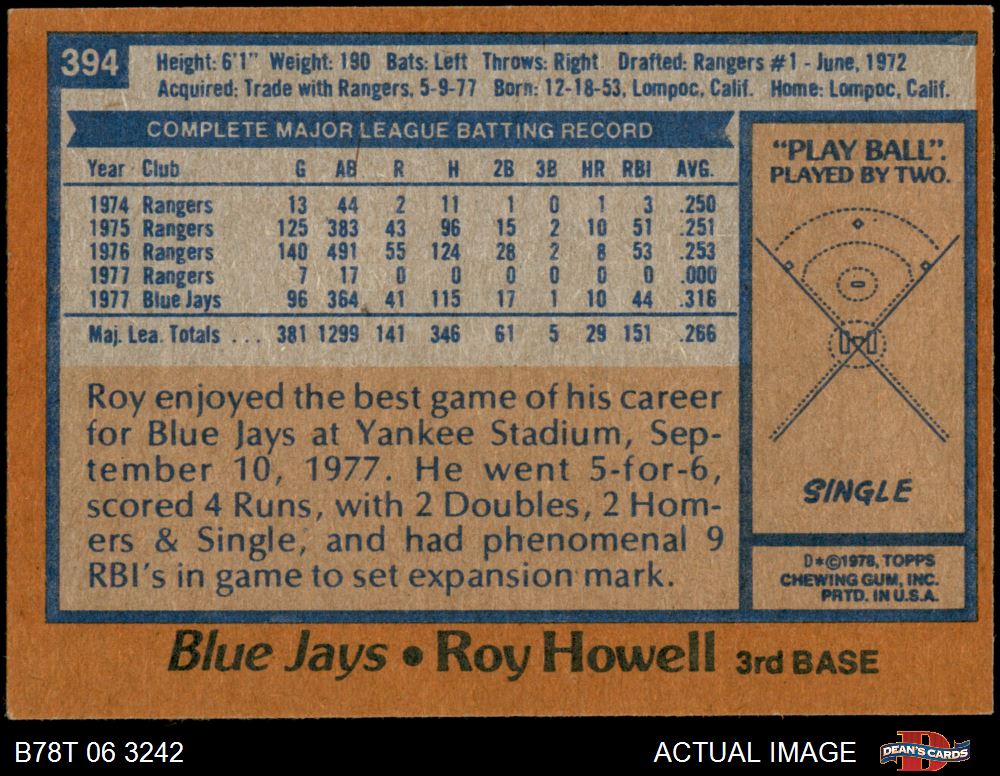 394
Height: 6'1" Weight: 190 Bats: Left Throws: Right Drafted: Rangers #1 - June, 1972
Acquired: Trade with Rangers, 5-9-77 Born: 12-18-53, Lompoc, Calif. Home: Lompoc, Calif.
COMPLETE MAJOR LEAGUE BATTING RECORD
Year Club G AB R H 2B 3B HR RBI AVG.
1974 Rangers 13 44 2 11 1 0 1 3 .250
1975 Rangers 125 383 43 96 15 2 10 51 .251
1976 Rangers 140 491 55 124 28 2 8 53 .253
1977 Rangers 7 17 0 0 0 0 0 0 .000
1977 Blue Jays 96 364 41 115 17 1 10 44 .316
Maj. Lea. Totals ... 381 1299 141 346 61 5 29 151 .266
Roy enjoyed the best game of his career
for Blue Jays at Yankee Stadium, Sep-
tember 10, 1977. He went 5-for-6,
scored 4 Runs, with 2 Doubles, 2 Hom-
ers & Single, and had phenomenal 9
RBI's in game to set expansion mark.
"PLAY BALL".
PLAYED BY TWO.
SINGLE
D*©1978, TOPPS
CHEWING GUM, INC.
PRTD. IN U.S.A.
Blue Jays • Roy Howell 3rd BASE
B78T 06 3242
ACTUAL IMAGE
DEAN'S CARDS